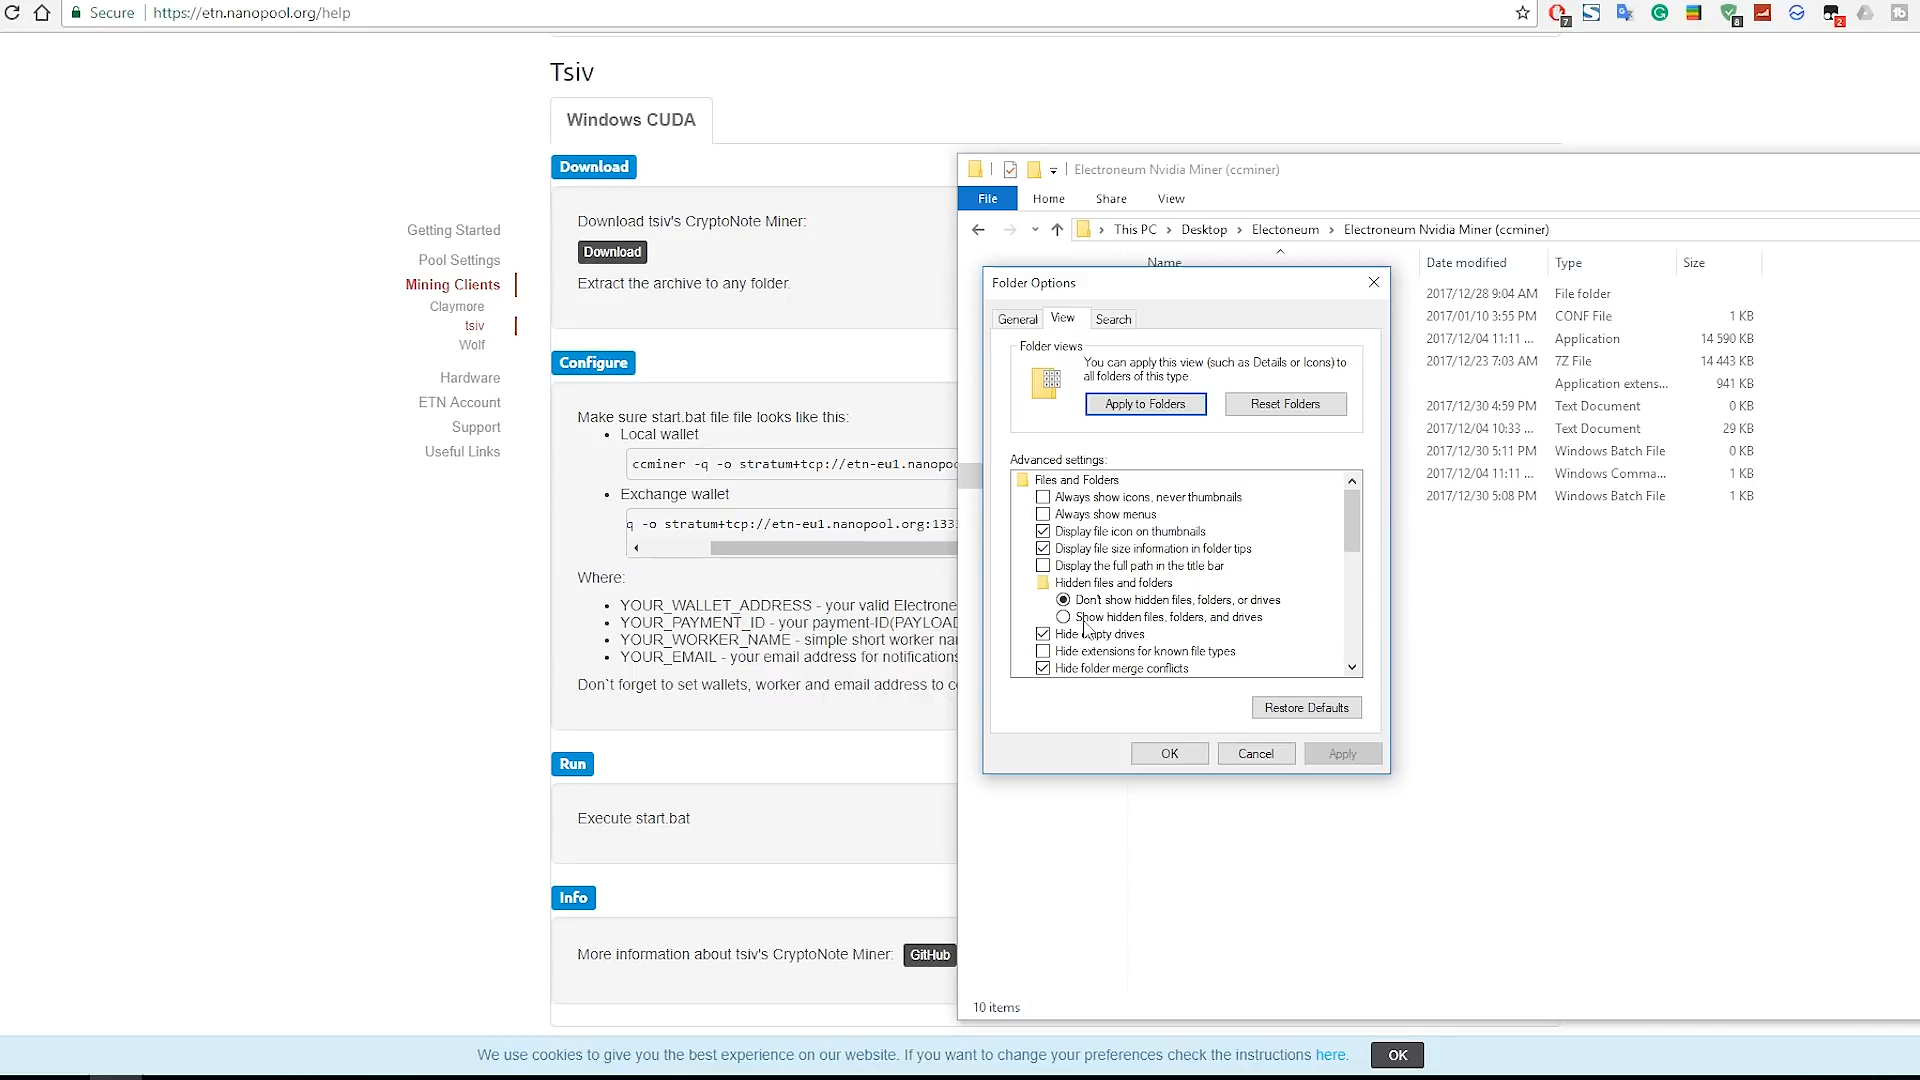 Secure
https://etn.nanopool.org/help
7
8
2
Tsiv
Windows CUDA
Download
Download tsiv's CryptoNote Miner:
Download
Extract the archive to any folder.
Getting Started
Pool Settings
Mining Clients
Claymore
tsiv
Wolf
Hardware
ETN Account
Support
Useful Links
Configure
Make sure start.bat file file looks like this:
Local wallet
ccminer -q -o stratum+tcp://etn-eu1.nanopoo
Exchange wallet
q -o stratum+tcp://etn-eu1.nanopool.org:133
Where:
YOUR_WALLET_ADDRESS - your valid Electrone
YOUR_PAYMENT_ID - your payment-ID(PAYLOAD
YOUR_WORKER_NAME - simple short worker nar
YOUR_EMAIL - your email address for notifications
Don`t forget to set wallets, worker and email address to co
Run
Execute start.bat
Info
More information about tsiv's CryptoNote Miner:
GitHub
Electroneum Nvidia Miner (ccminer)
File
Home
Share
View
This PC
Desktop
Electoneum
Electroneum Nvidia Miner (ccminer)
Name
Date modified
Type
Size
2017/12/28 9:04 AM File folder
2017/01/10 3:55 PM CONF File 1 KB
2017/12/04 11:11 ... Application 14 590 KB
2017/12/23 7:03 AM 7Z File 14 443 KB
Application extens... 941 KB
2017/12/30 4:59 PM Text Document 0 KB
2017/12/04 10:33 ... Text Document 29 KB
2017/12/30 5:11 PM Windows Batch File 0 KB
2017/12/04 11:11 ... Windows Comma... 1 KB
2017/12/30 5:08 PM Windows Batch File 1 KB
10 items
Folder Options
General
View
Search
Folder views
You can apply this view (such as Details or Icons) to
all folders of this type.
Apply to Folders
Reset Folders
Advanced settings:
Files and Folders
Always show icons, never thumbnails
Always show menus
Display file icon on thumbnails
Display file size information in folder tips
Display the full path in the title bar
Hidden files and folders
Don't show hidden files, folders, or drives
Show hidden files, folders, and drives
Hide empty drives
Hide extensions for known file types
Hide folder merge conflicts
Restore Defaults
OK
Cancel
Apply
We use cookies to give you the best experience on our website. If you want to change your preferences check the instructions here.
OK